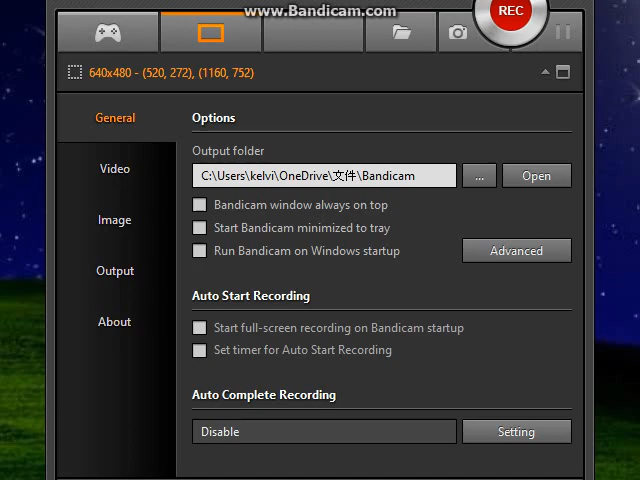 www.Bandicam.com
REC
640x480 - (520, 272), (1160, 752)
General
Options
Output folder
C:\Users\kelvi\OneDrive\文件\Bandicam
...
Open
Video
Bandicam window always on top
Image
Start Bandicam minimized to tray
Run Bandicam on Windows startup
Advanced
Output
Auto Start Recording
About
Start full-screen recording on Bandicam startup
Set timer for Auto Start Recording
Auto Complete Recording
Disable
Setting